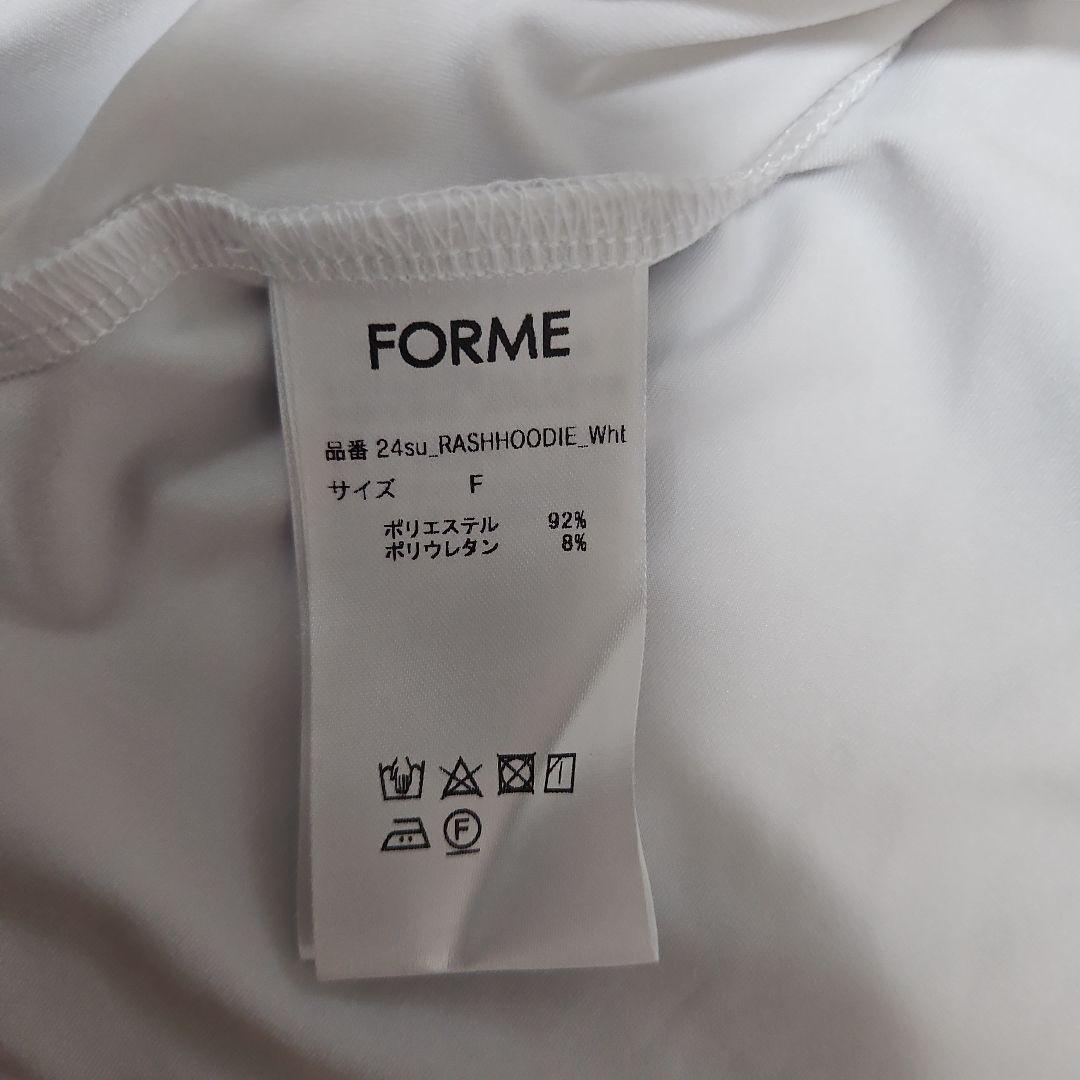 FORME
品番 24su_RASHHOODIE_Wht
サイズ F
ポリエステル 92%
ポリウレタン 8%
F